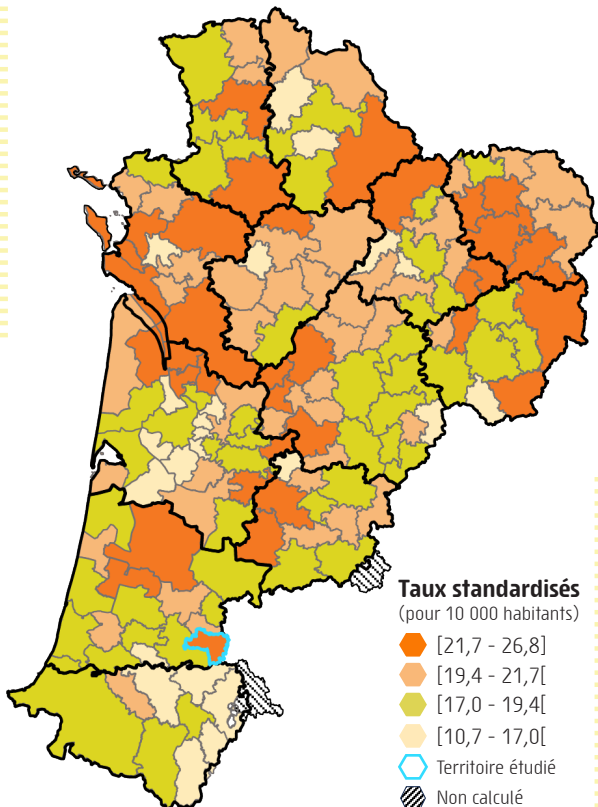 Taux standardisés
(pour 10 000 habitants)
[21,7 - 26,8]
[19,4 - 21,7[
[17,0 - 19,4[
[10,7 - 17,0[
Territoire étudié
Non calculé